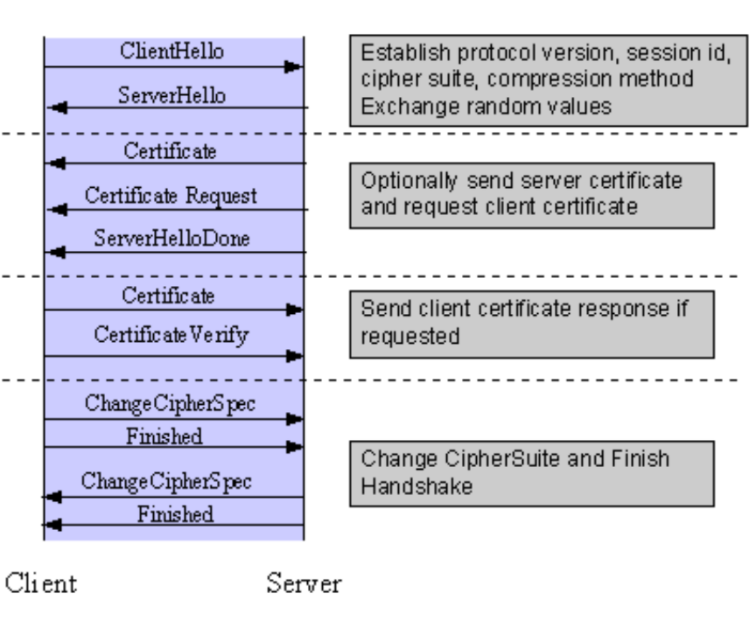 ClientHello
ServerHello
Establish protocol version, session id,
cipher suite, compression method
Exchange random values
Certificate
Certificate Request
ServerHelloDone
Optionally send server certificate
and request client certificate
Certificate
CertificateVerify
Send client certificate response if
requested
ChangeCipherSpec
Finished
ChangeCipherSpec
Finished
Change CipherSuite and Finish
Handshake
Client
Server